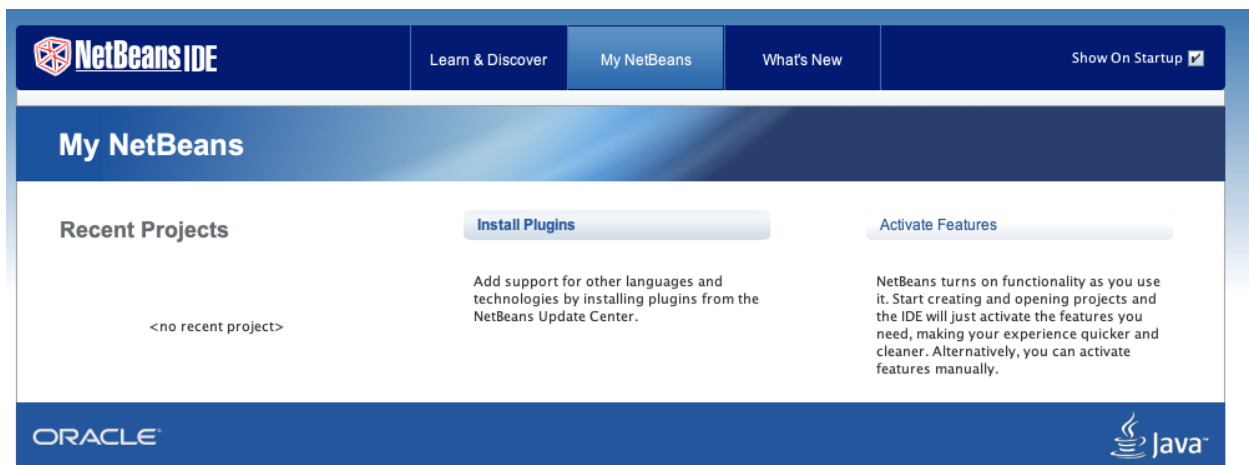 NetBeans IDE
Learn & Discover
My NetBeans
What's New
Show On Startup
My NetBeans
Recent Projects
<no recent project>
Install Plugins
Add support for other languages and
technologies by installing plugins from the
NetBeans Update Center.
Activate Features
NetBeans turns on functionality as you use
it. Start creating and opening projects and
the IDE will just activate the features you
need, making your experience quicker and
cleaner. Alternatively, you can activate
features manually.
ORACLE
Java